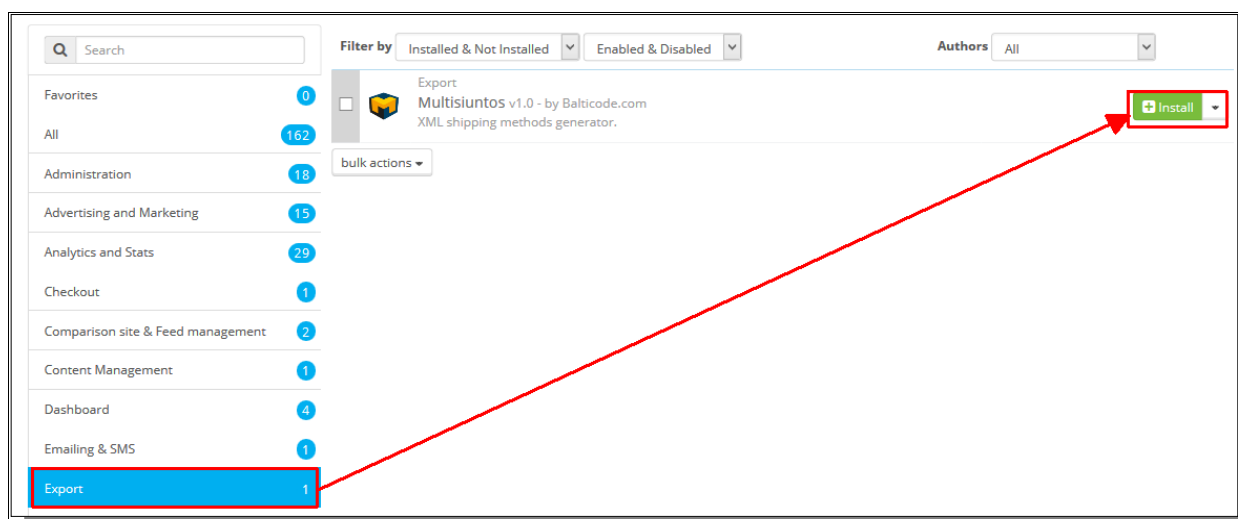 Search
Favorites 0
All 162
Administration 18
Advertising and Marketing 15
Analytics and Stats 29
Checkout 1
Comparison site & Feed management 2
Content Management 1
Dashboard 4
Emailing & SMS 1
Export 1
Filter by Installed & Not Installed Enabled & Disabled Authors All
Export
Multisiuntos v1.0 - by Balticode.com
XML shipping methods generator.
Install
bulk actions